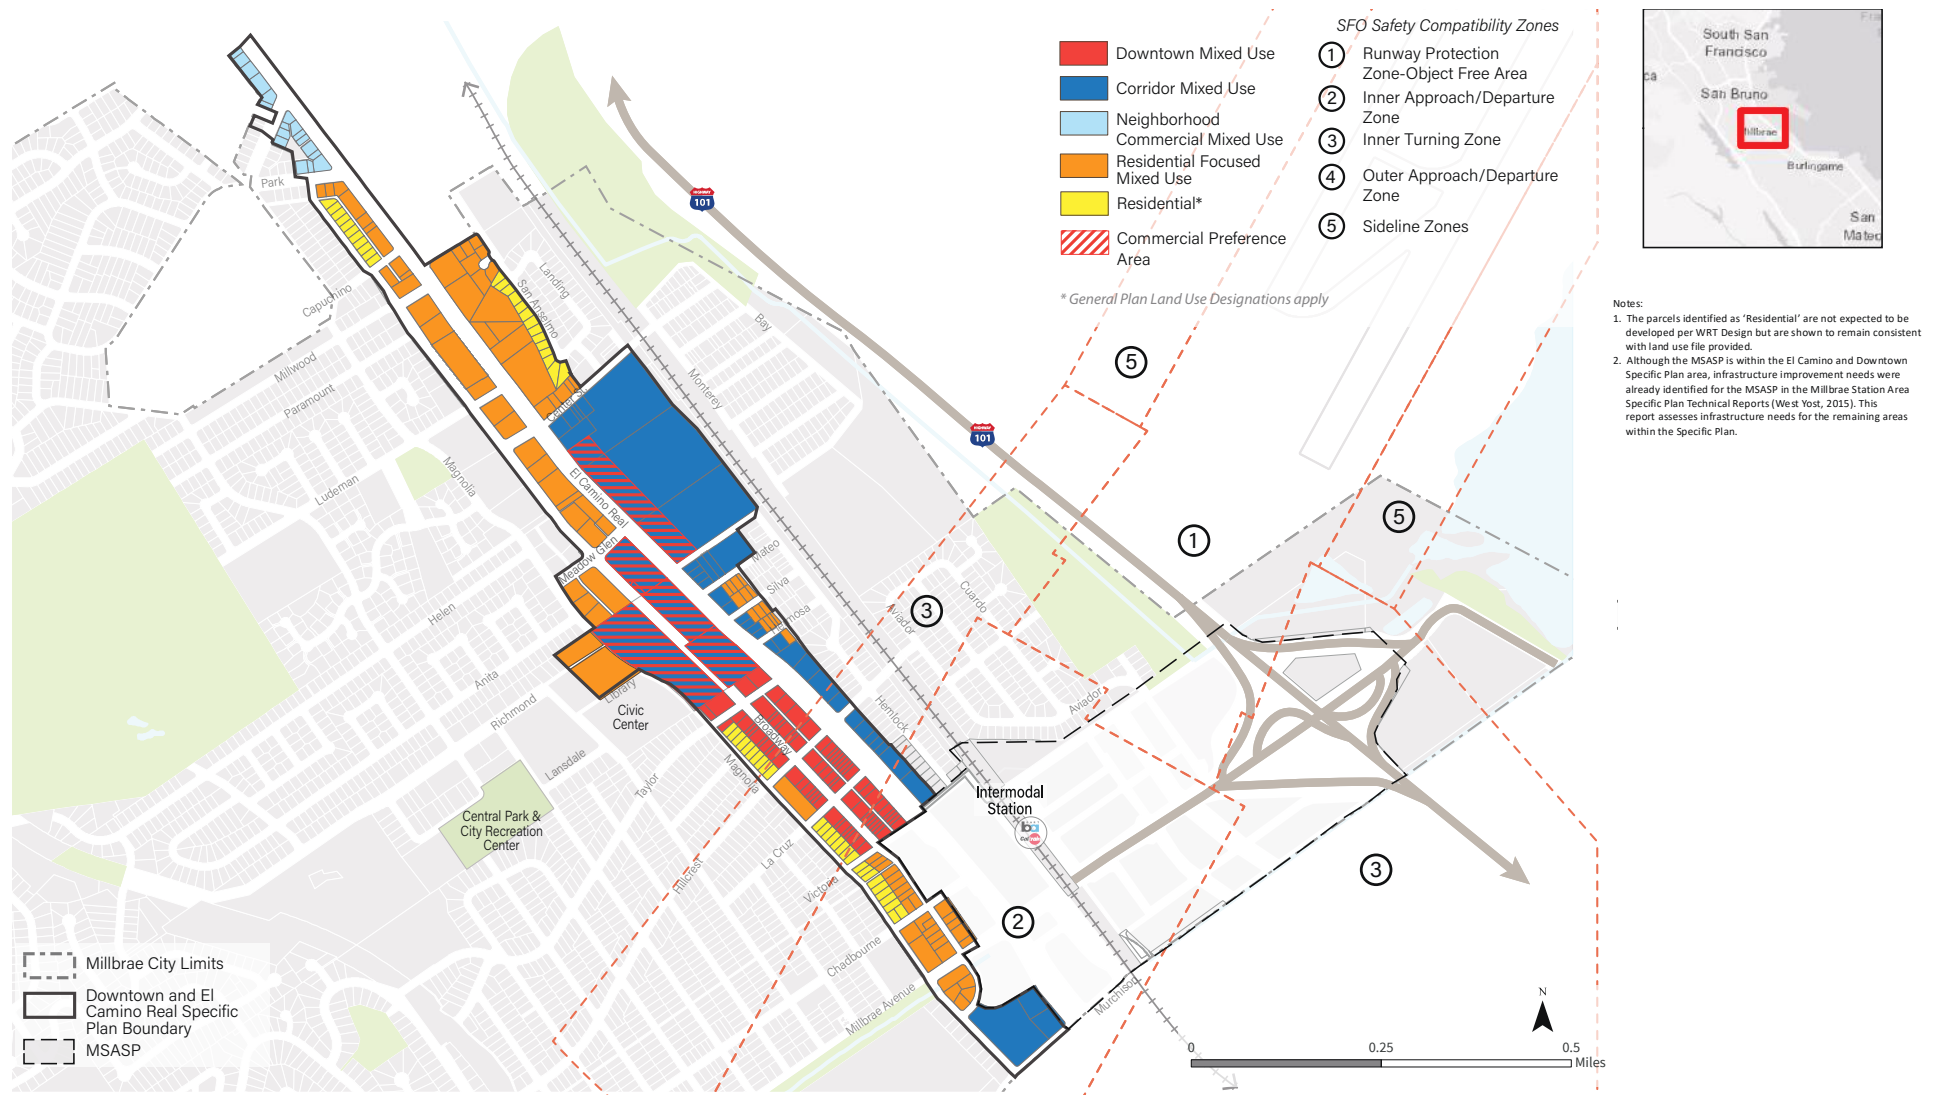 SFO Safety Compatibility Zones
Downtown Mixed Use
Corridor Mixed Use
Neighborhood
Commercial Mixed Use
Residential Focused
Mixed Use
Residential*
Commercial Preference
Area
* General Plan Land Use Designations apply
1 Runway Protection
Zone-Object Free Area
2 Inner Approach/Departure
Zone
3 Inner Turning Zone
4 Outer Approach/Departure
Zone
5 Sideline Zones
South San
Francisco
San Bruno
Millbrae
Burlingame
San
Mateo
Notes:
1. The parcels identified as ‘Residential’ are not expected to be
developed per WRT Design but are shown to remain consistent
with land use file provided.
2. Although the MSASP is within the El Camino and Downtown
Specific Plan area, infrastructure improvement needs were
already identified for the MSASP in the Millbrae Station Area
Specific Plan Technical Reports (West Yost, 2015). This
report assesses infrastructure needs for the remaining areas
within the Specific Plan.
HIGHWAY
101
HIGHWAY
101
Park
Capuchino
Millwood
Paramount
Ludeman
Magnolia
Landing
San Anselmo
Bay
Monterey
Center St
El Camino Real
Meadow Glen
Helen
Anita
Richmond
Library
Civic
Center
Lansdale
Taylor
Mateo
Silva
Hermosa
Hemlock
Broadway
Magnolia
Aviador
Cuardo
Aviador
Hillcrest
La Cruz
Victoria
Chadbourne
Millbrae Avenue
Murchison
Central Park &
City Recreation
Center
Intermodal
Station
5
1
5
3
3
2
Millbrae City Limits
Downtown and El
Camino Real Specific
Plan Boundary
MSASP
N
0 0.25 0.5
Miles